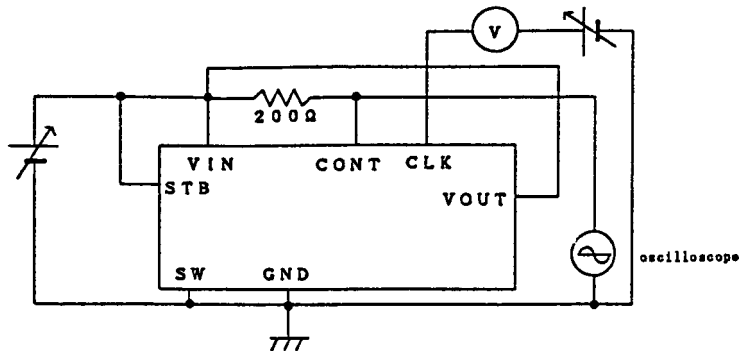 V
200Ω
VIN
CONT
CLK
STB
VOUT
SW
GND
oscilloscope